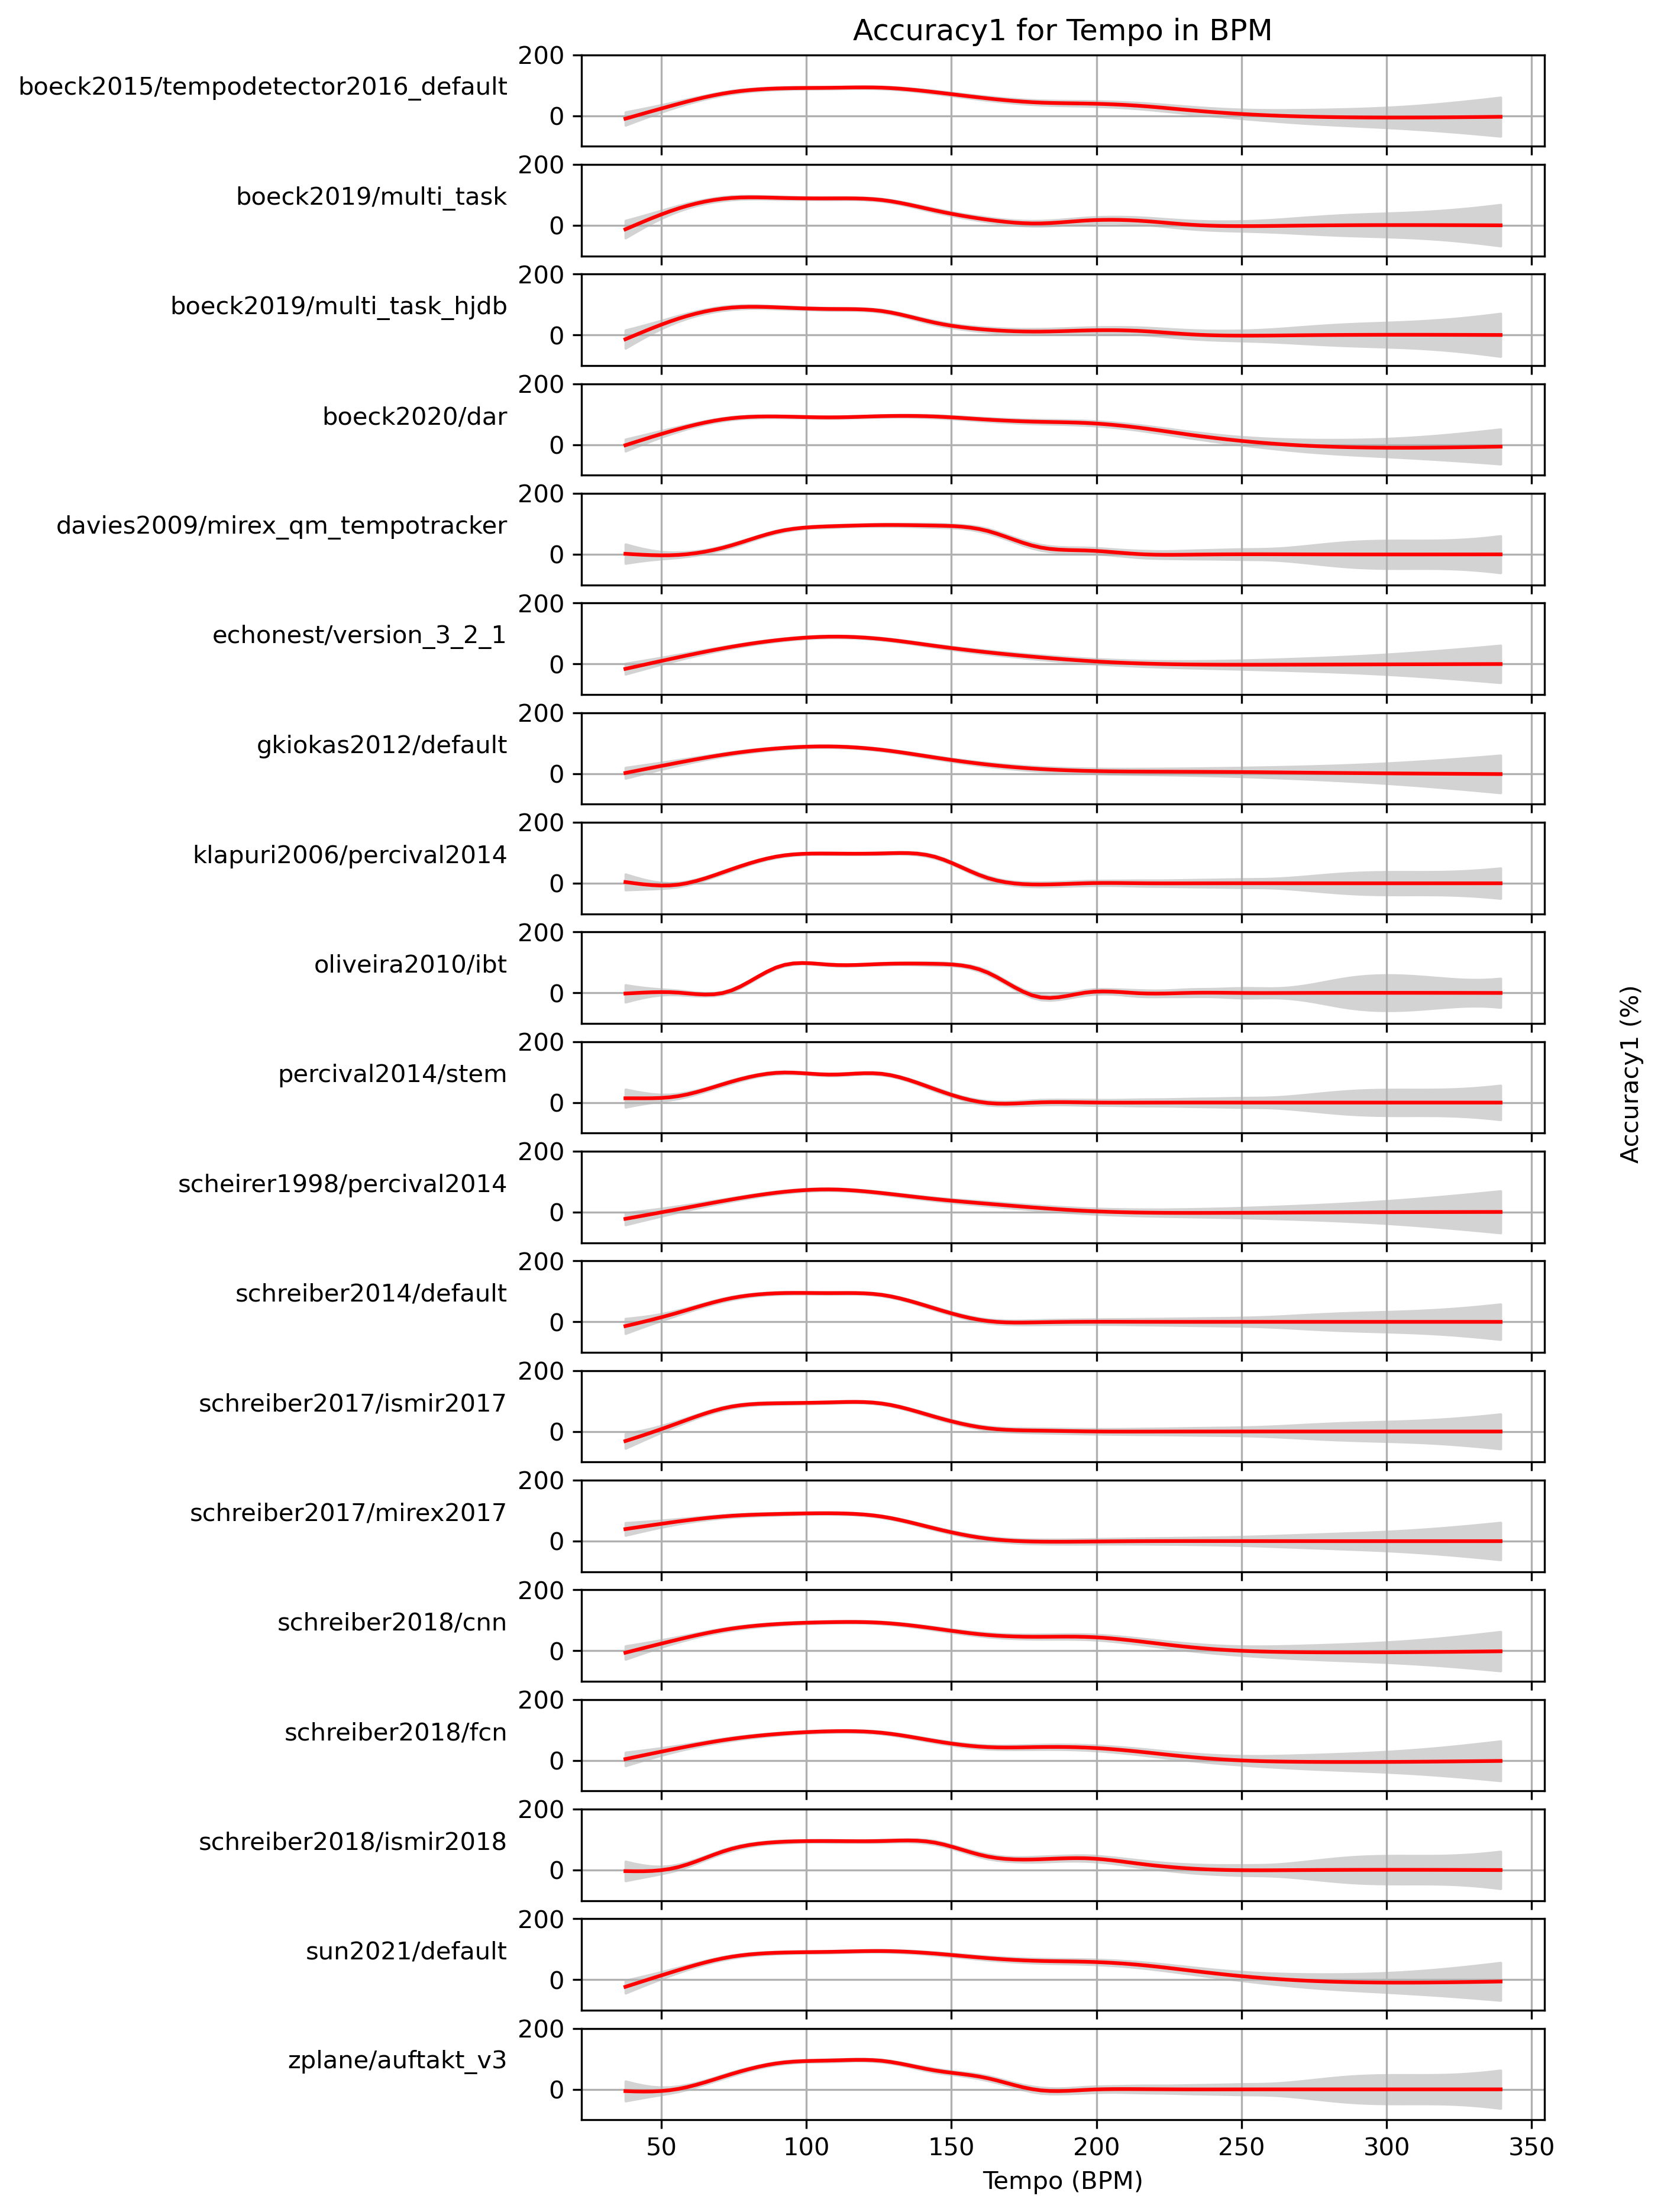 Accuracy1 for Tempo in BPM
boeck2015/tempodetector2016_default
200
0
boeck2019/multi_task
200
0
boeck2019/multi_task_hjdb
200
0
boeck2020/dar
200
0
davies2009/mirex_qm_tempotracker
200
0
echonest/version_3_2_1
200
0
gkiokas2012/default
200
0
klapuri2006/percival2014
200
0
oliveira2010/ibt
200
0
percival2014/stem
200
0
scheirer1998/percival2014
200
0
schreiber2014/default
200
0
schreiber2017/ismir2017
200
0
schreiber2017/mirex2017
200
0
schreiber2018/cnn
200
0
schreiber2018/fcn
200
0
schreiber2018/ismir2018
200
0
sun2021/default
200
0
zplane/auftakt_v3
200
0
50 100 150 200 250 300 350
Tempo (BPM)
Accuracy1 (%)